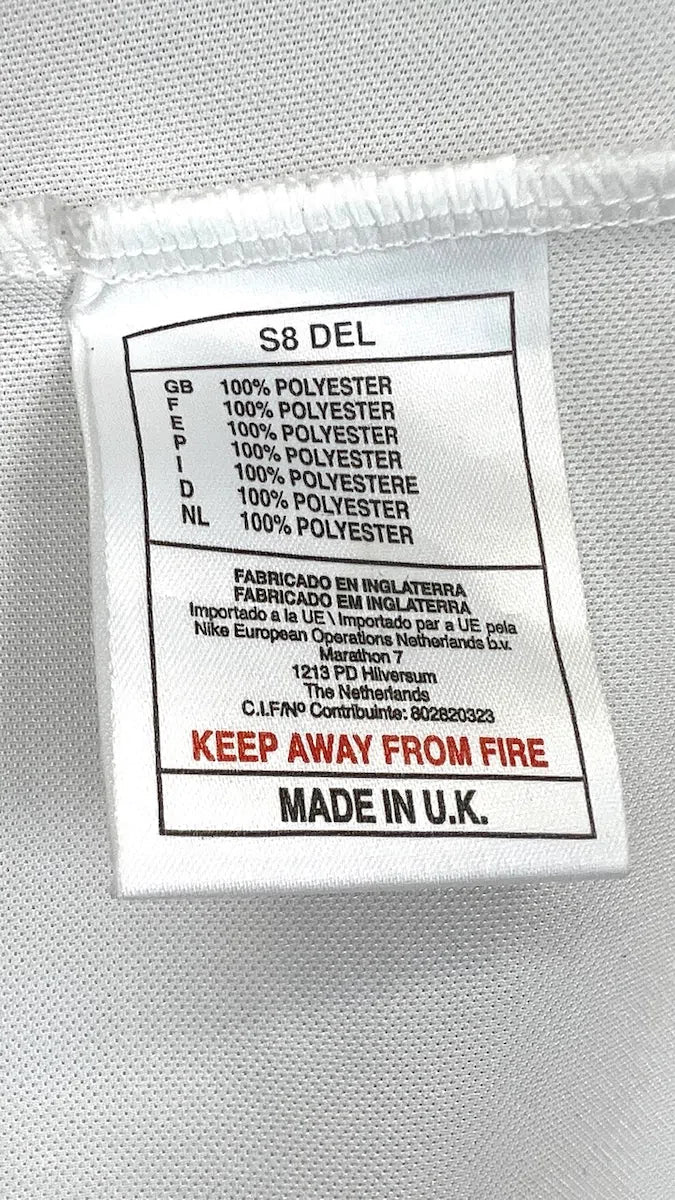 S8 DEL
GB 100% POLYESTER
F 100% POLYESTER
E 100% POLYESTER
P 100% POLYESTER
I 100% POLYESTERE
D 100% POLYESTER
NL 100% POLYESTER
FABRICADO EN INGLATERRA
FABRICADO EM INGLATERRA
Importado a la UE \ Importado par a UE pela
Nike European Operations Netherlands b.v.
Marathon 7
1213 PD Hilversum
The Netherlands
C.I.F/Nº Contribuinte: 802820323
KEEP AWAY FROM FIRE
MADE IN U.K.